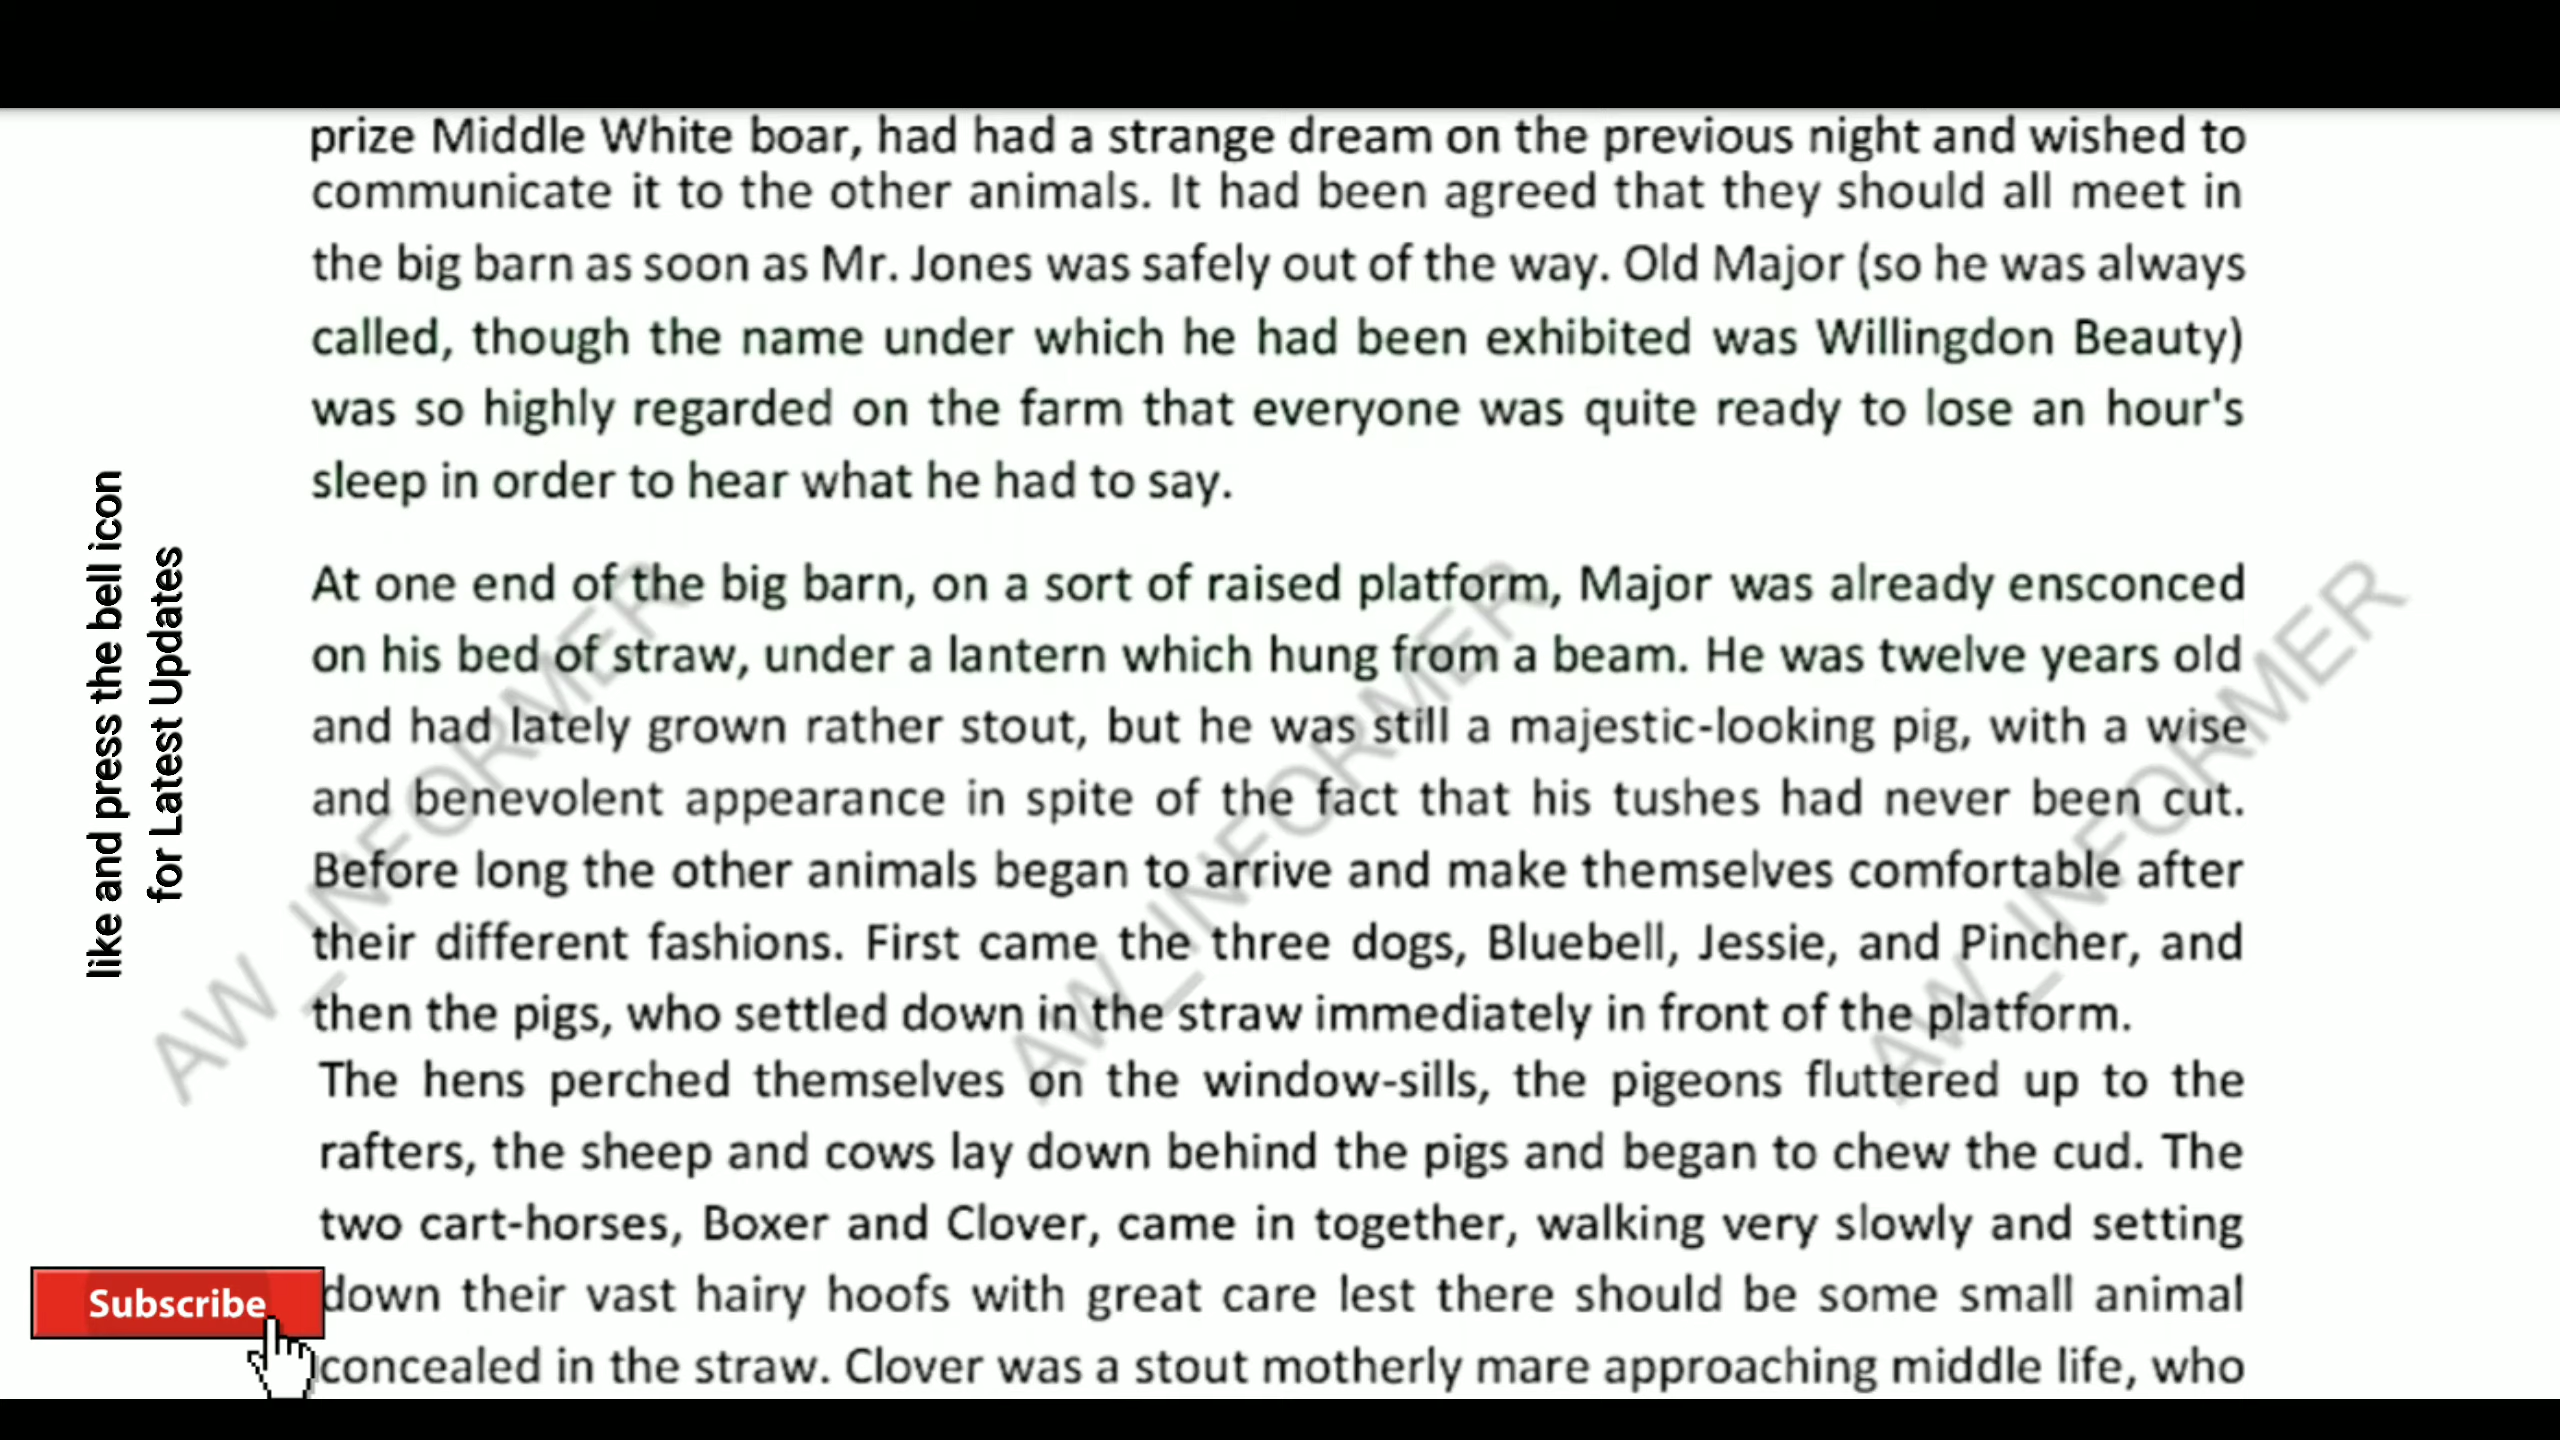 prize Middle White boar, had had a strange dream on the previous night and wished to
communicate it to the other animals. It had been agreed that they should all meet in
the big barn as soon as Mr. Jones was safely out of the way. Old Major (so he was always
called, though the name under which he had been exhibited was Willingdon Beauty)
was so highly regarded on the farm that everyone was quite ready to lose an hour's
sleep in order to hear what he had to say.
At one end of the big barn, on a sort of raised platform, Major was already ensconced
on his bed of straw, under a lantern which hung from a beam. He was twelve years old
and had lately grown rather stout, but he was still a majestic-looking pig, with a wise
and benevolent appearance in spite of the fact that his tushes had never been cut.
Before long the other animals began to arrive and make themselves comfortable after
their different fashions. First came the three dogs, Bluebell, Jessie, and Pincher, and
then the pigs, who settled down in the straw immediately in front of the platform.
The hens perched themselves on the window-sills, the pigeons fluttered up to the
rafters, the sheep and cows lay down behind the pigs and began to chew the cud. The
two cart-horses, Boxer and Clover, came in together, walking very slowly and setting
down their vast hairy hoofs with great care lest there should be some small animal
concealed in the straw. Clover was a stout motherly mare approaching middle life, who
like and press the bell icon
for Latest Updates
Subscribe
AW_INFORMER
AW_INFORMER
AW_INFORMER